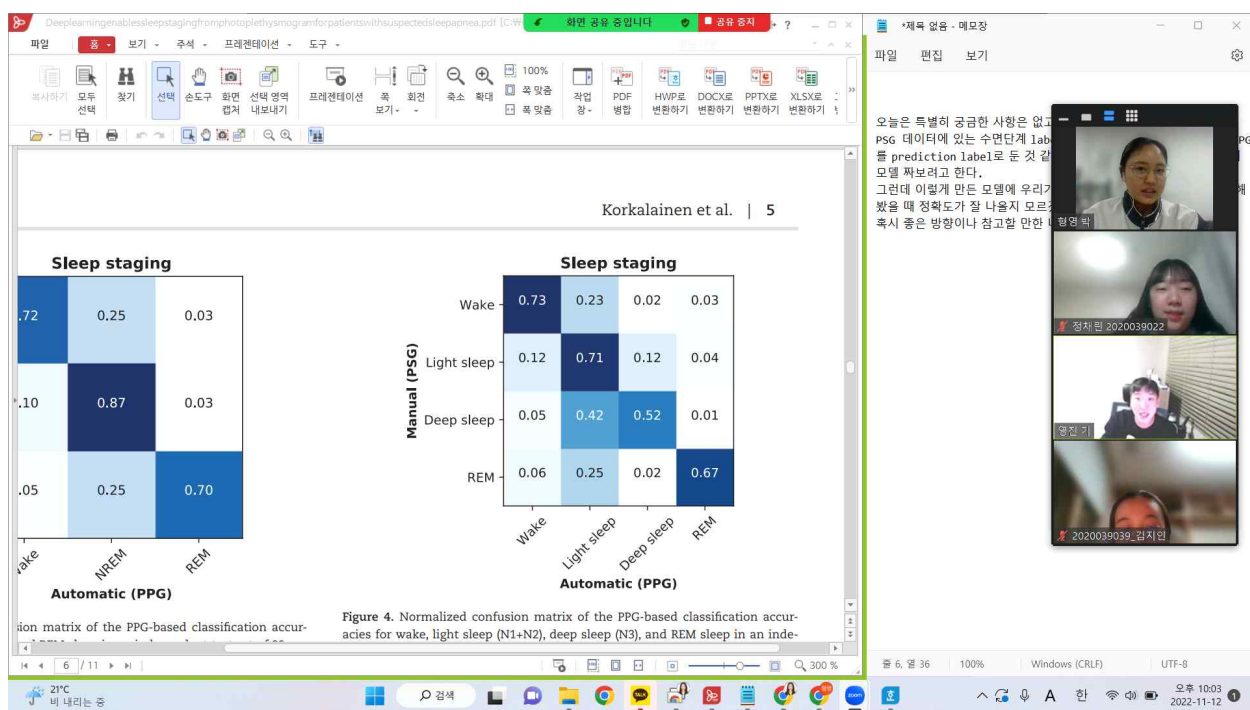 Deeplearningenablessleepstagingfromphotoplethysmogramforpatientswithsuspectedsleepapnea.pdf [C:
화면 공유 중입니다
공유 중지
?
파일
홈
보기
주석
프레젠테이션
도구
복사하기
모두 선택
찾기
선택
손도구
화면 캡처
선택 영역 내보내기
프레젠테이션
쪽 보기
회전
축소
확대
100%
쪽 맞춤
폭 맞춤
작업 창
PDF 병합
HWP로 변환하기
DOCX로 변환하기
PPTX로 변환하기
XLSX로 변환하기
Korkalainen et al. | 5
Sleep staging
.72 0.25 0.03
.10 0.87 0.03
.05 0.25 0.70
ake NREM REM
Automatic (PPG)
sion matrix of the PPG-based classification accur-
Sleep staging
Manual (PSG)
Wake 0.73 0.23 0.02 0.03
Light sleep 0.12 0.71 0.12 0.04
Deep sleep 0.05 0.42 0.52 0.01
REM 0.06 0.25 0.02 0.67
Wake Light sleep Deep sleep REM
Automatic (PPG)
Figure 4. Normalized confusion matrix of the PPG-based classification accur-
acies for wake, light sleep (N1+N2), deep sleep (N3), and REM sleep in an inde-
6 / 11
300 %
*제목 없음 - 메모장
파일 편집 보기
오늘은 특별히 궁금한 사항은 없고
PSG 데이터에 있는 수면단계 PG
를 prediction label로 둔 것 같
모델 짜보려고 한다.
그런데 이렇게 만든 모델에 우리가 해
봤을 때 정확도가 잘 나올지 모르
혹시 좋은 방향이나 참고할 만한
형영 박
정채린 2020039022
영진 기
2020039039_김지인
줄 6, 열 36 100% Windows (CRLF) UTF-8
21°C
비 내리는 중
검색
TALK
zoom
A 한
오후 10:03
2022-11-12
1